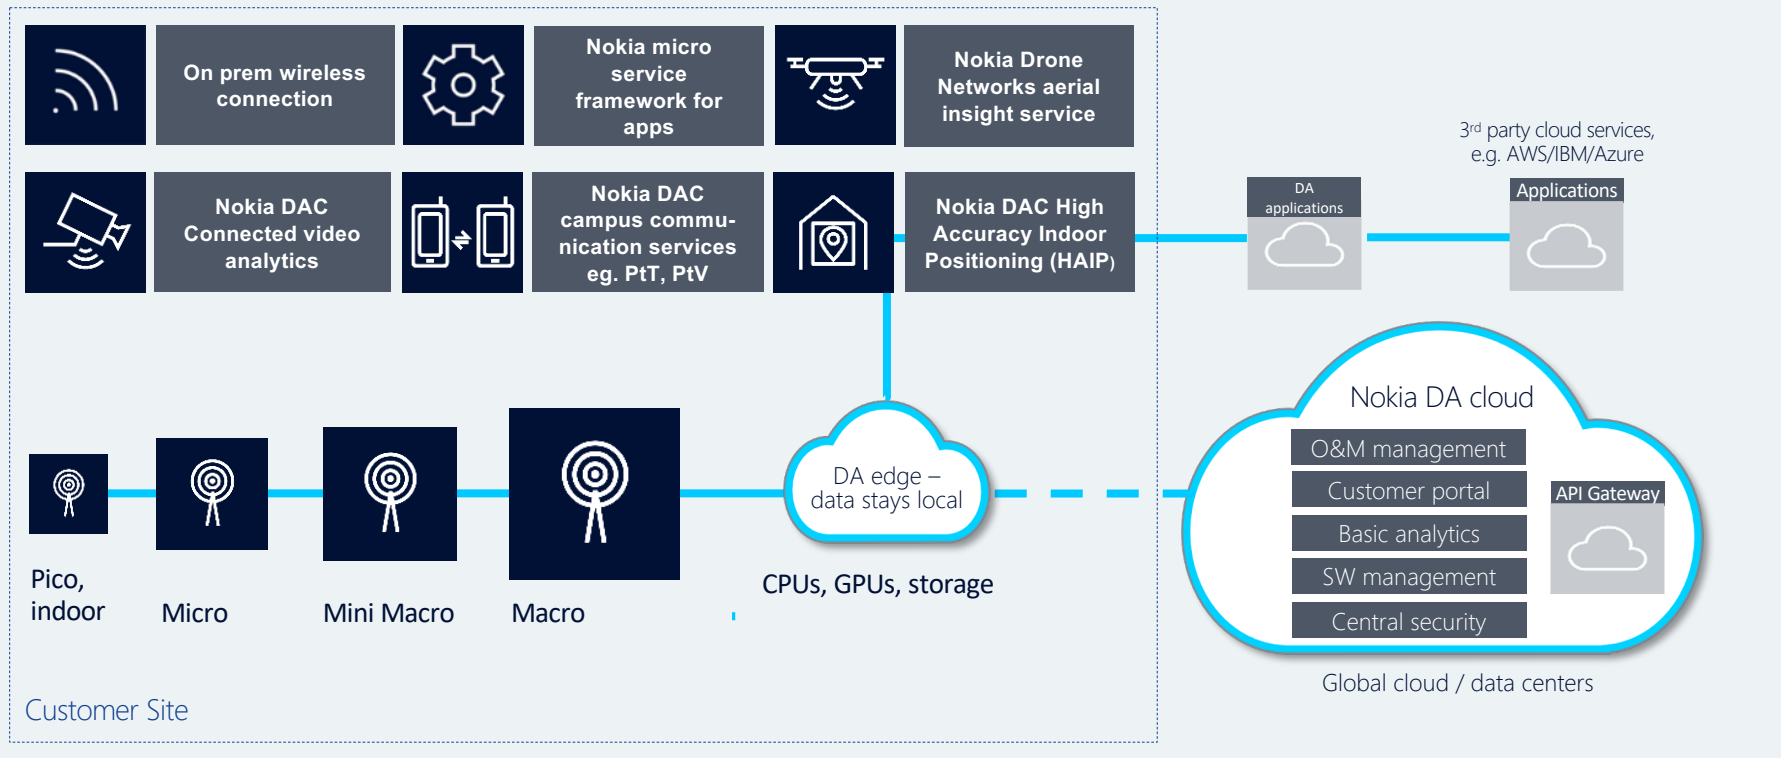 On prem wireless
connection
Nokia micro
service
framework for
apps
Nokia Drone
Networks aerial
insight service
Nokia DAC
Connected video
analytics
Nokia DAC
campus commu-
nication services
eg. PtT, PtV
Nokia DAC High
Accuracy Indoor
Positioning (HAIP)
3rd party cloud services,
e.g. AWS/IBM/Azure
DA
applications
Applications
Pico,
indoor
Micro
Mini Macro
Macro
DA edge –
data stays local
CPUs, GPUs, storage
Nokia DA cloud
O&M management
Customer portal
Basic analytics
SW management
Central security
API Gateway
Global cloud / data centers
Customer Site